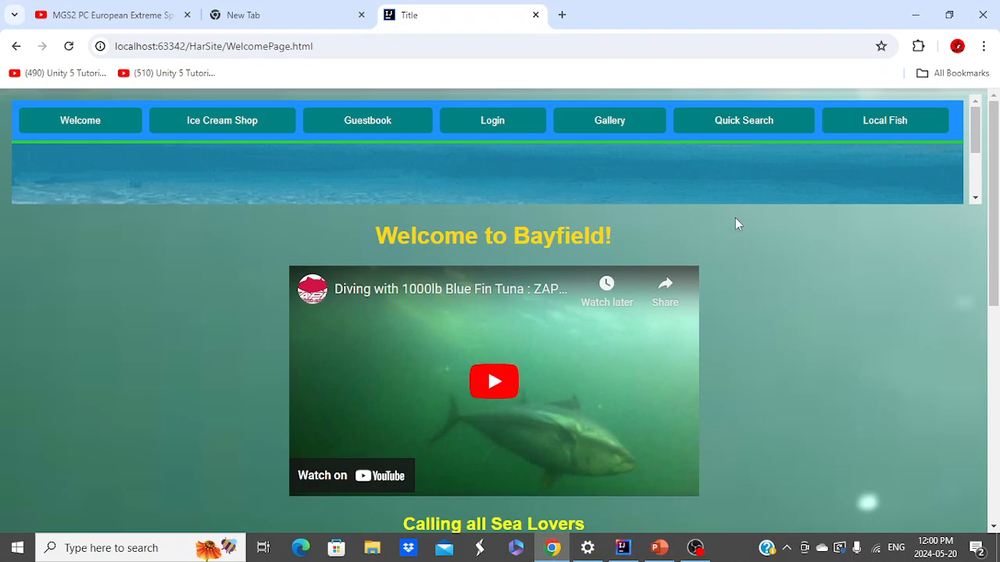 MGS2 PC European Extreme Sp
New Tab
Title
localhost:63342/HarSite/WelcomePage.html
(490) Unity 5 Tutori...
(510) Unity 5 Tutori...
All Bookmarks
Welcome
Ice Cream Shop
Guestbook
Login
Gallery
Quick Search
Local Fish
Welcome to Bayfield!
Diving with 1000lb Blue Fin Tuna : ZAP...
Watch later
Share
Watch on YouTube
Calling all Sea Lovers
Type here to search
ENG
12:00 PM
2024-05-20
2